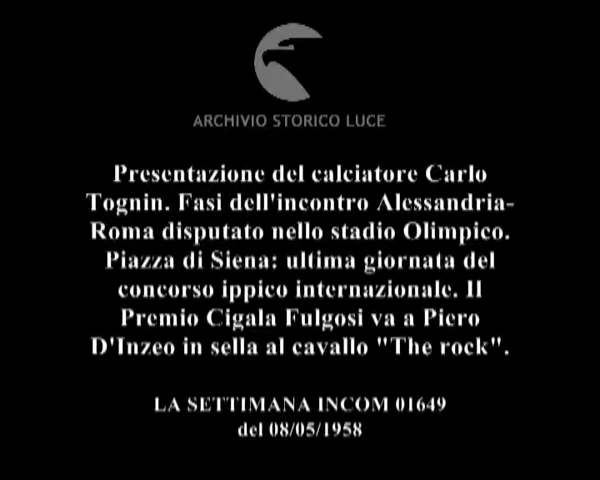 ARCHIVIO STORICO LUCE
Presentazione del calciatore Carlo
Tognin. Fasi dell'incontro Alessandria-
Roma disputato nello stadio Olimpico.
Piazza di Siena: ultima giornata del
concorso ippico internazionale. Il
Premio Cigala Fulgosi va a Piero
D'Inzeo in sella al cavallo "The rock".
LA SETTIMANA INCOM 01649
del 08/05/1958